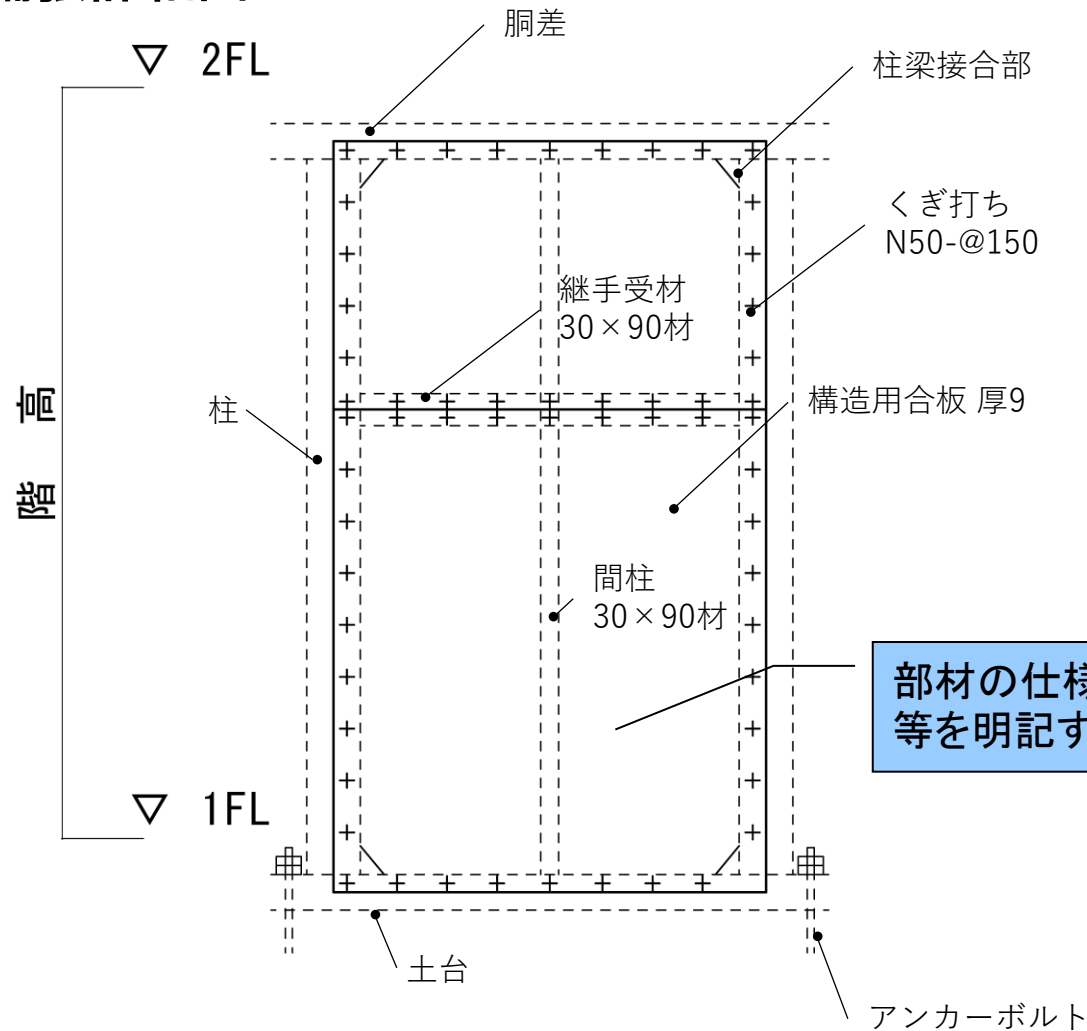 胴差
▽ 2FL
柱梁接合部
くぎ打ち
N50-@150
継手受材
30×90材
階高
柱
構造用合板 厚9
間柱
30×90材
部材の仕様
等を明記す
▽ 1FL
土台
アンカーボルト